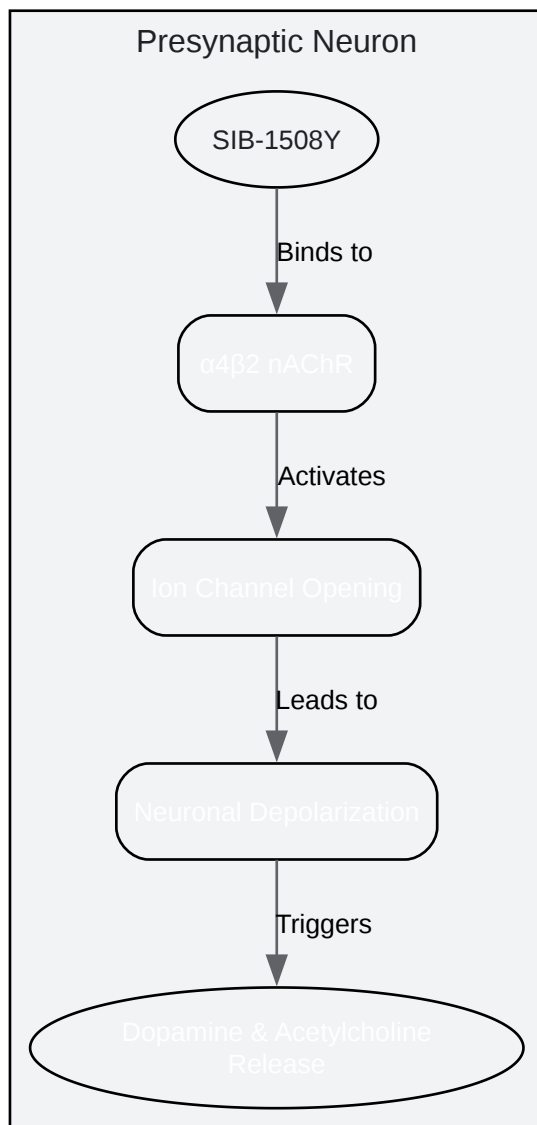 Presynaptic Neuron
SIB-1508Y
Binds to
α4β2 nAChR
Activates
Ion Channel Opening
Leads to
Neuronal Depolarization
Triggers
Dopamine & Acetylcholine
Release